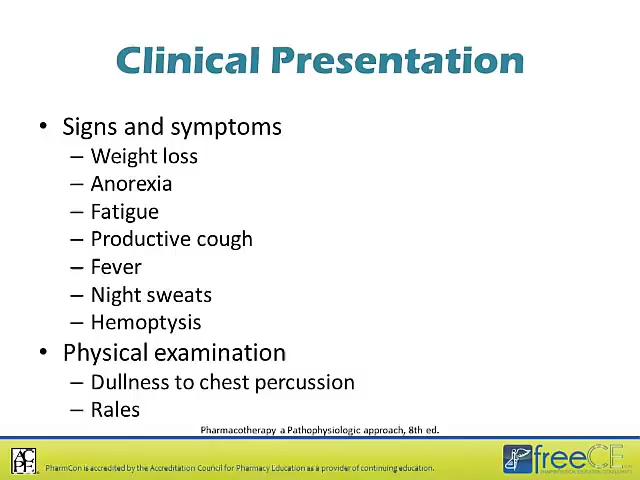 Clinical Presentation
• Signs and symptoms
– Weight loss
– Anorexia
– Fatigue
– Productive cough
– Fever
– Night sweats
– Hemoptysis
• Physical examination
– Dullness to chest percussion
– Rales
Pharmacotherapy a Pathophysiologic approach, 8th ed.
PharmCon is accredited by the Accreditation Council for Pharmacy Education as a provider of continuing education.
freeCE